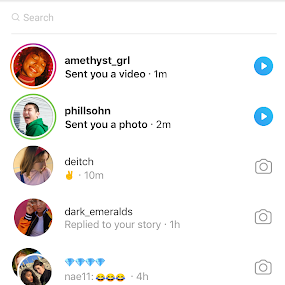 Search
amethyst_grl
Sent you a video · 1m
phillsohn
Sent you a photo · 2m
deitch
✌️ · 10m
dark_emeralds
Replied to your story · 1h
💎💎💎💎
nae11: 😂😂😂 · 4h